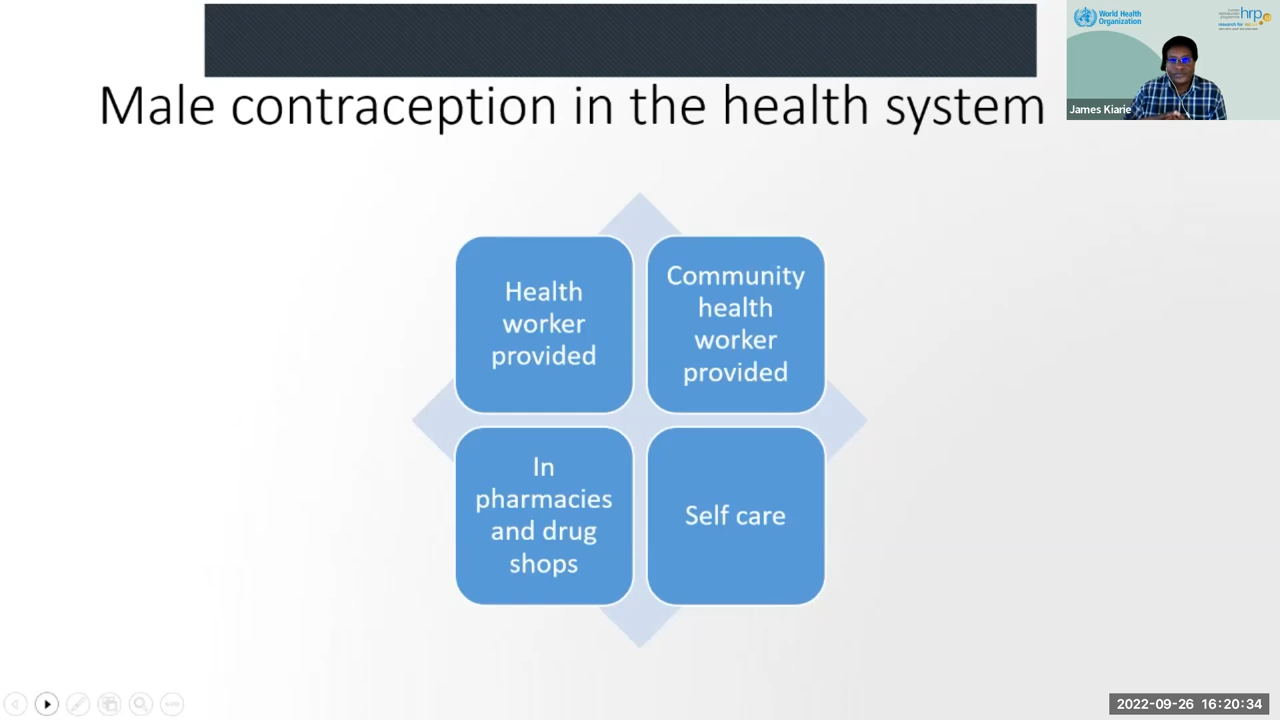 World Health
Organization
hrp
Male contraception in the health system
James Kiarie
Health
worker
provided
Community
health
worker
provided
In
pharmacies
and drug
shops
Self care
2022-09-26 16:20:34